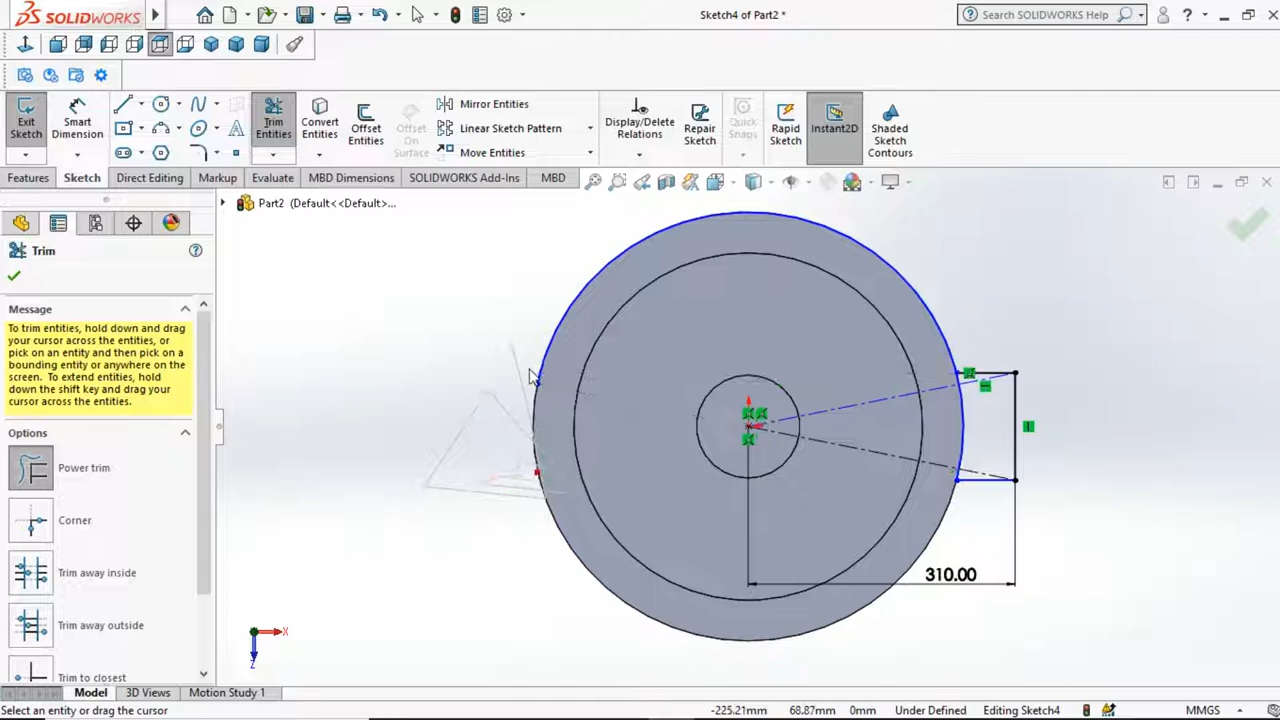 SOLIDWORKS
Sketch4 of Part2 *
Search SOLIDWORKS Help
?
Exit Sketch
Smart Dimension
Trim Entities
Convert Entities
Offset Entities
Offset On Surface
Mirror Entities
Linear Sketch Pattern
Move Entities
Display/Delete Relations
Repair Sketch
Quick Snaps
Rapid Sketch
Instant2D
Shaded Sketch Contours
Features
Sketch
Direct Editing
Markup
Evaluate
MBD Dimensions
SOLIDWORKS Add-Ins
MBD
Part2 (Default<<Default>...
Trim
?
Message
To trim entities, hold down and drag
your cursor across the entities, or
pick on an entity and then pick on a
bounding entity or anywhere on the
screen. To extend entities, hold
down the shift key and drag your
cursor across the entities.
Options
Power trim
Corner
Trim away inside
Trim away outside
Trim to closest
310.00
X
Z
Model
3D Views
Motion Study 1
Select an entity or drag the cursor
-225.21mm
68.87mm
0mm
Under Defined
Editing Sketch4
MMGS